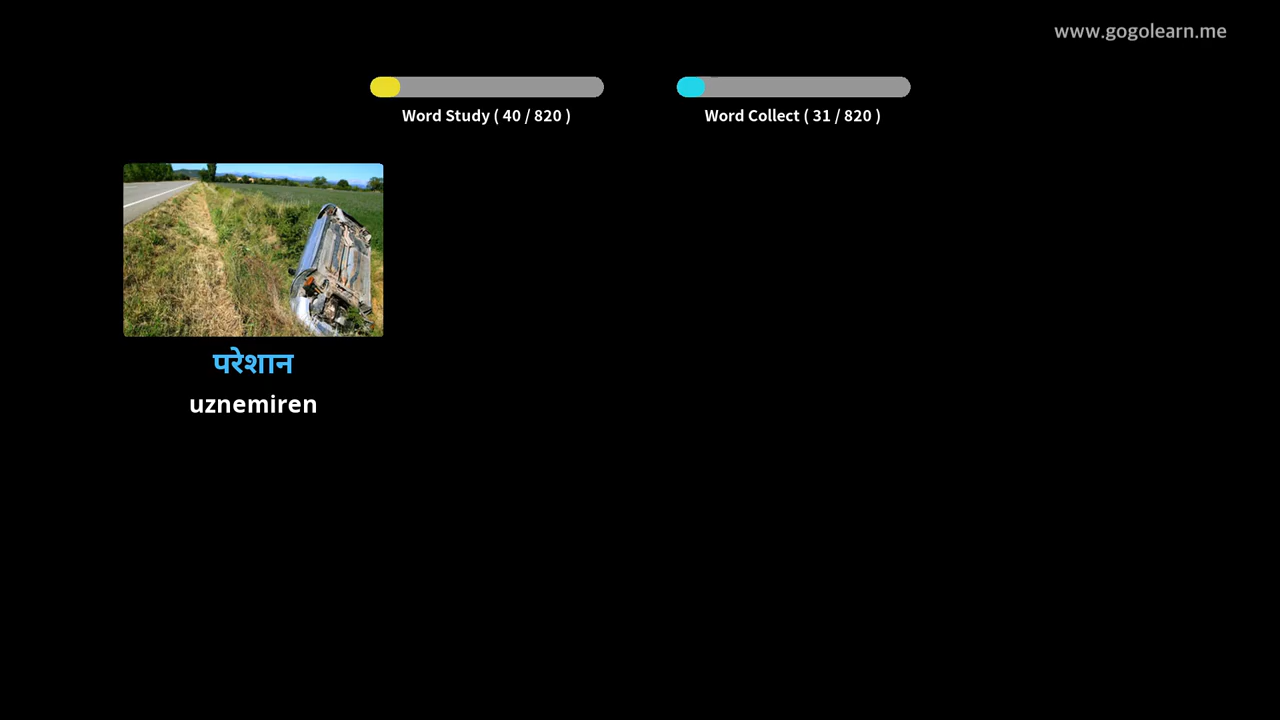 www.gogolearn.me
Word Study ( 40 / 820 )
Word Collect ( 31 / 820 )
परेशान
uznemiren